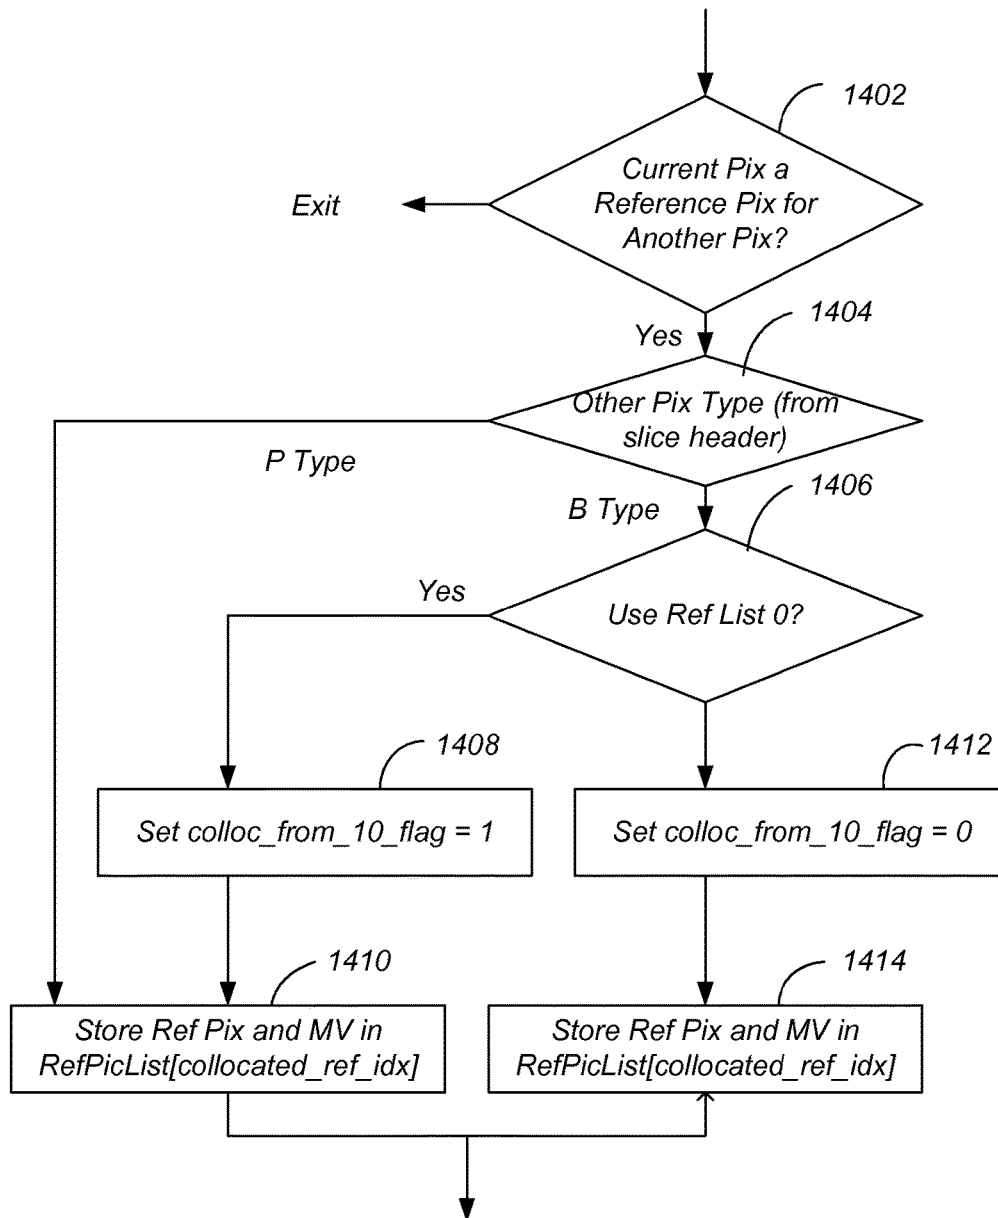 1402
Current Pix a
Reference Pix for
Another Pix?
Exit
Yes
1404
Other Pix Type (from
slice header)
P Type
B Type
1406
Yes
Use Ref List 0?
1408
1412
Set colloc_from_10_flag = 1
Set colloc_from_10_flag = 0
1410
1414
Store Ref Pix and MV in
RefPicList[collocated_ref_idx]
Store Ref Pix and MV in
RefPicList[collocated_ref_idx]